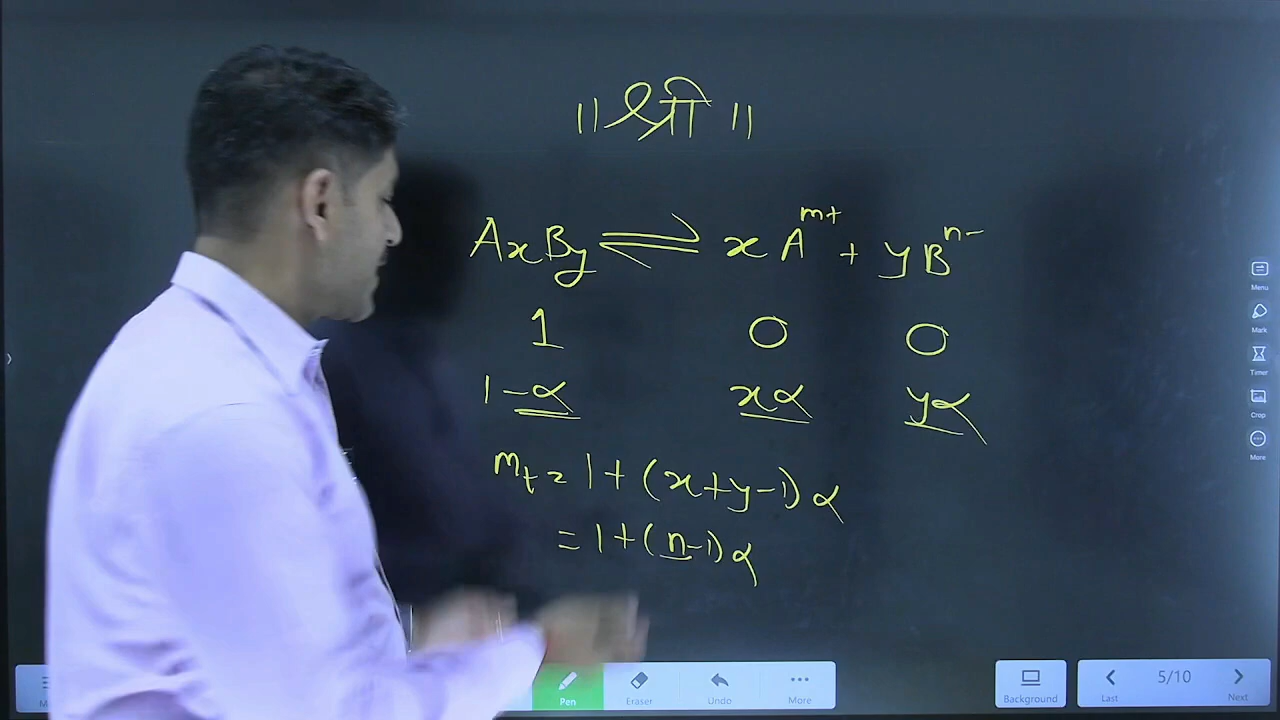 ॥ श्री ॥
AxBy ⇌ xA^m+ + yB^n-
1 0 0
1-α xα yα
m_t = 1 + (x+y-1)α
= 1 + (n-1)α
Menu
Mark
Timer
Crop
More
Pen Eraser Undo More
Background
Last 5/10 Next